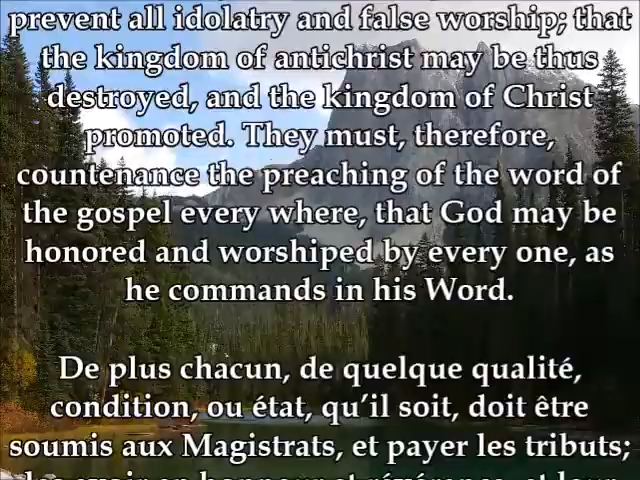 prevent all idolatry and false worship; that
the kingdom of antichrist may be thus
destroyed, and the kingdom of Christ
promoted. They must, therefore,
countenance the preaching of the word of
the gospel every where, that God may be
honored and worshiped by every one, as
he commands in his Word.
De plus chacun, de quelque qualité,
condition, ou état, qu’il soit, doit être
soumis aux Magistrats, et payer les tributs;